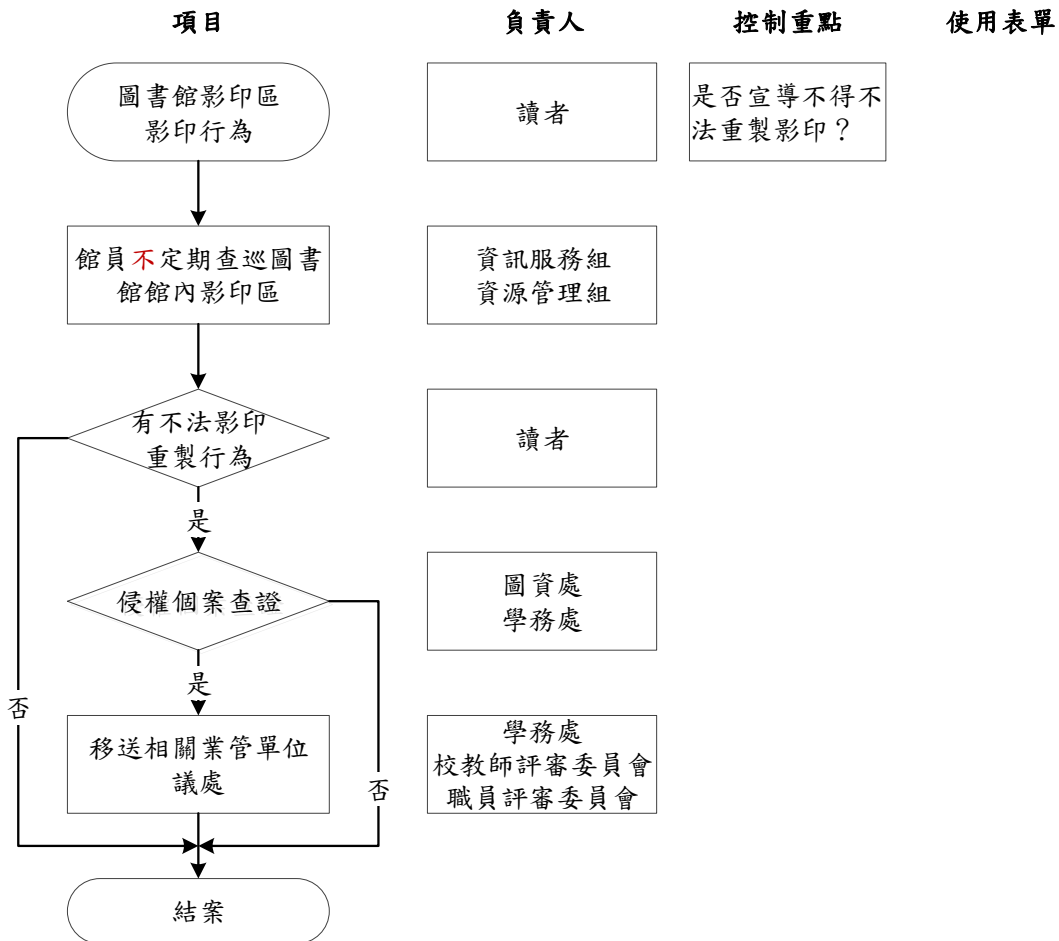 項目
負責人
控制重點
使用表單
圖書館影印區
影印行為
讀者
是否宣導不得不
法重製影印？
館員不定期查巡圖書
館館內影印區
資訊服務組
資源管理組
有不法影印
重製行為
讀者
是
侵權個案查證
圖資處
學務處
是
否
移送相關業管單位
議處
否
學務處
校教師評審委員會
職員評審委員會
結案